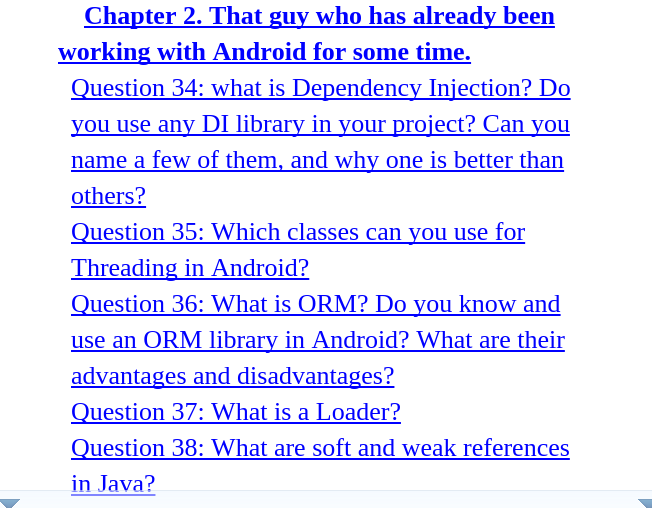 Chapter 2. That guy who has already been
working with Android for some time.
Question 34: what is Dependency Injection? Do
you use any DI library in your project? Can you
name a few of them, and why one is better than
others?
Question 35: Which classes can you use for
Threading in Android?
Question 36: What is ORM? Do you know and
use an ORM library in Android? What are their
advantages and disadvantages?
Question 37: What is a Loader?
Question 38: What are soft and weak references
in Java?